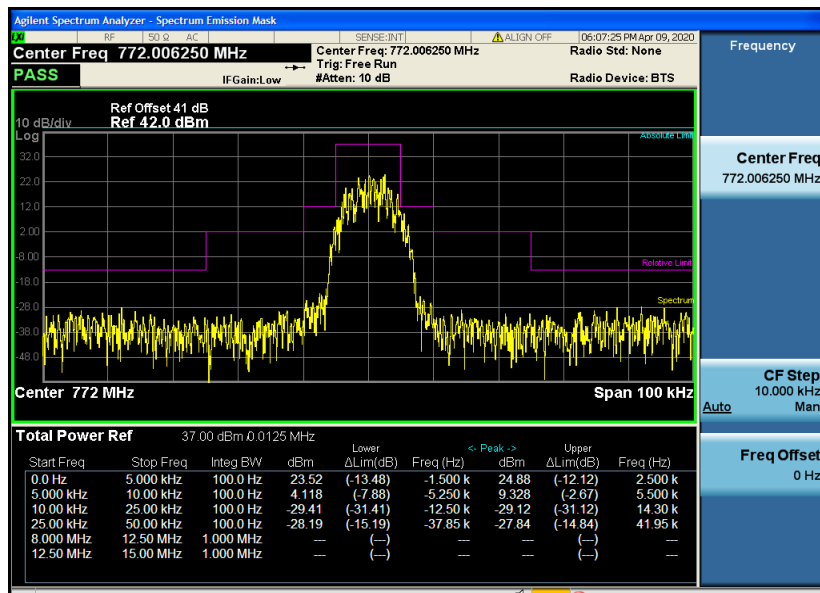 Agilent Spectrum Analyzer - Spectrum Emission Mask
LXI RF 50 Ω AC SENSE:INT ALIGN OFF 06:07:25 PM Apr 09, 2020
Center Freq 772.006250 MHz Center Freq: 772.006250 MHz Radio Std: None
Trig: Free Run
PASS IFGain:Low #Atten: 10 dB Radio Device: BTS
Ref Offset 41 dB
10 dB/div Ref 42.0 dBm
Log Absolute Limit
32.0
22.0
12.0
2.00
-8.00 Relative Limit
-18.0
-28.0 Spectrum
-38.0
-48.0
Center 772 MHz Span 100 kHz
Total Power Ref 37.00 dBm / 0.0125 MHz
Lower <- Peak -> Upper
Start Freq Stop Freq Integ BW dBm ΔLim(dB) Freq (Hz) dBm ΔLim(dB) Freq (Hz)
0.0 Hz 5.000 kHz 100.0 Hz 23.52 (-13.48) -1.500 k 24.88 (-12.12) 2.500 k
5.000 kHz 10.00 kHz 100.0 Hz 4.118 (-7.88) -5.250 k 9.328 (-2.67) 5.500 k
10.00 kHz 25.00 kHz 100.0 Hz -29.41 (-31.41) -12.50 k -29.12 (-31.12) 14.30 k
25.00 kHz 50.00 kHz 100.0 Hz -28.19 (-15.19) -37.85 k -27.84 (-14.84) 41.95 k
8.000 MHz 12.50 MHz 1.000 MHz --- (---) --- --- (---) ---
12.50 MHz 15.00 MHz 1.000 MHz --- (---) --- --- (---) ---
Frequency
Center Freq
772.006250 MHz
CF Step
10.000 kHz
Auto Man
Freq Offset
0 Hz